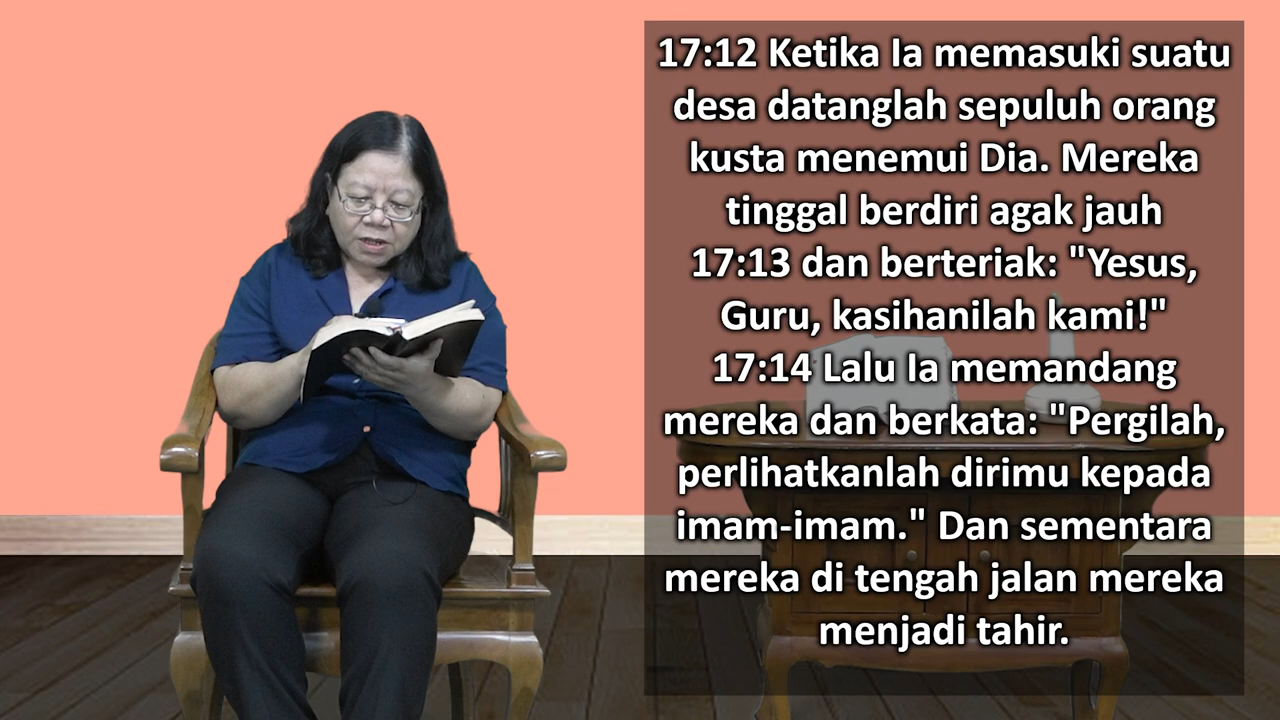 17:12 Ketika Ia memasuki suatu
desa datanglah sepuluh orang
kusta menemui Dia. Mereka
tinggal berdiri agak jauh
17:13 dan berteriak: "Yesus,
Guru, kasihanilah kami!"
17:14 Lalu Ia memandang
mereka dan berkata: "Pergilah,
perlihatkanlah dirimu kepada
imam-imam." Dan sementara
mereka di tengah jalan mereka
menjadi tahir.